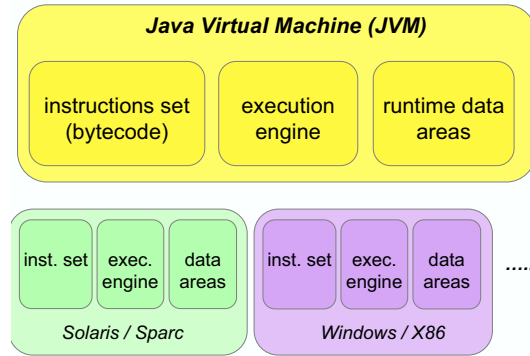 Java Virtual Machine (JVM)
instructions set
(bytecode)
execution
engine
runtime data
areas
inst. set
exec.
engine
data
areas
inst. set
exec.
engine
data
areas
.....
Solaris / Sparc
Windows / X86